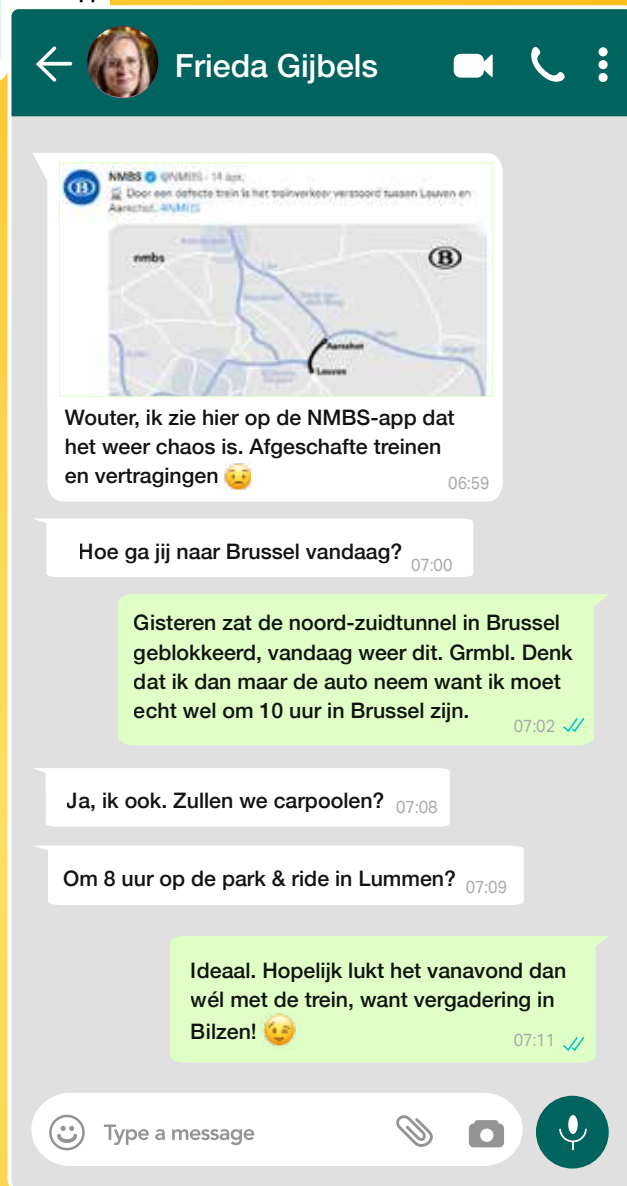 Frieda Gijbels
NMBS @NMBS · 14 apr.
Door een defecte trein is het treinverkeer verstoord tussen Leuven en
Aarschot. #NMBS
nmbs
B
Aarschot
Leuven
Wouter, ik zie hier op de NMBS-app dat
het weer chaos is. Afgeschafte treinen
en vertragingen 😟
06:59
Hoe ga jij naar Brussel vandaag?
07:00
Gisteren zat de noord-zuidtunnel in Brussel
geblokkeerd, vandaag weer dit. Grmbl. Denk
dat ik dan maar de auto neem want ik moet
echt wel om 10 uur in Brussel zijn.
07:02
Ja, ik ook. Zullen we carpoolen? 07:08
Om 8 uur op de park & ride in Lummen? 07:09
Ideaal. Hopelijk lukt het vanavond dan
wél met de trein, want vergadering in
Bilzen! 😉
07:11
Type a message